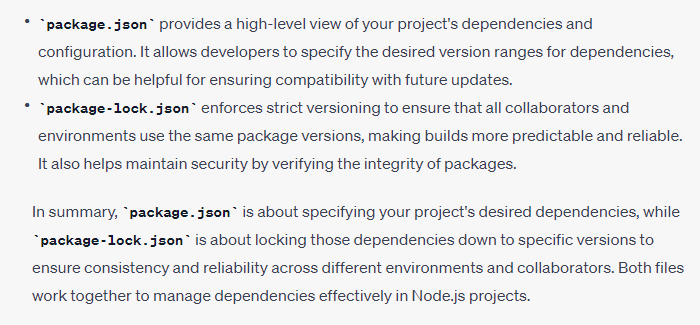 • `package.json` provides a high-level view of your project's dependencies and
configuration. It allows developers to specify the desired version ranges for dependencies,
which can be helpful for ensuring compatibility with future updates.
• `package-lock.json` enforces strict versioning to ensure that all collaborators and
environments use the same package versions, making builds more predictable and reliable.
It also helps maintain security by verifying the integrity of packages.
In summary, `package.json` is about specifying your project's desired dependencies, while
`package-lock.json` is about locking those dependencies down to specific versions to
ensure consistency and reliability across different environments and collaborators. Both files
work together to manage dependencies effectively in Node.js projects.